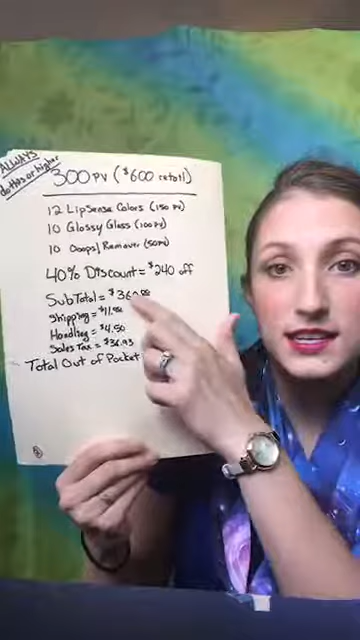 ALWAYS
do this or higher
300 PV ($600 retail)
12 LipSense Colors (150 PV)
10 Glossy Gloss (100 PV)
10 Ooops! Remover (50 PV)
40% Discount = $240 off
SubTotal = $360.00
Shipping = $11.95
Handling = $4.50
Sales Tax = $36.93
Total Out of Pocket